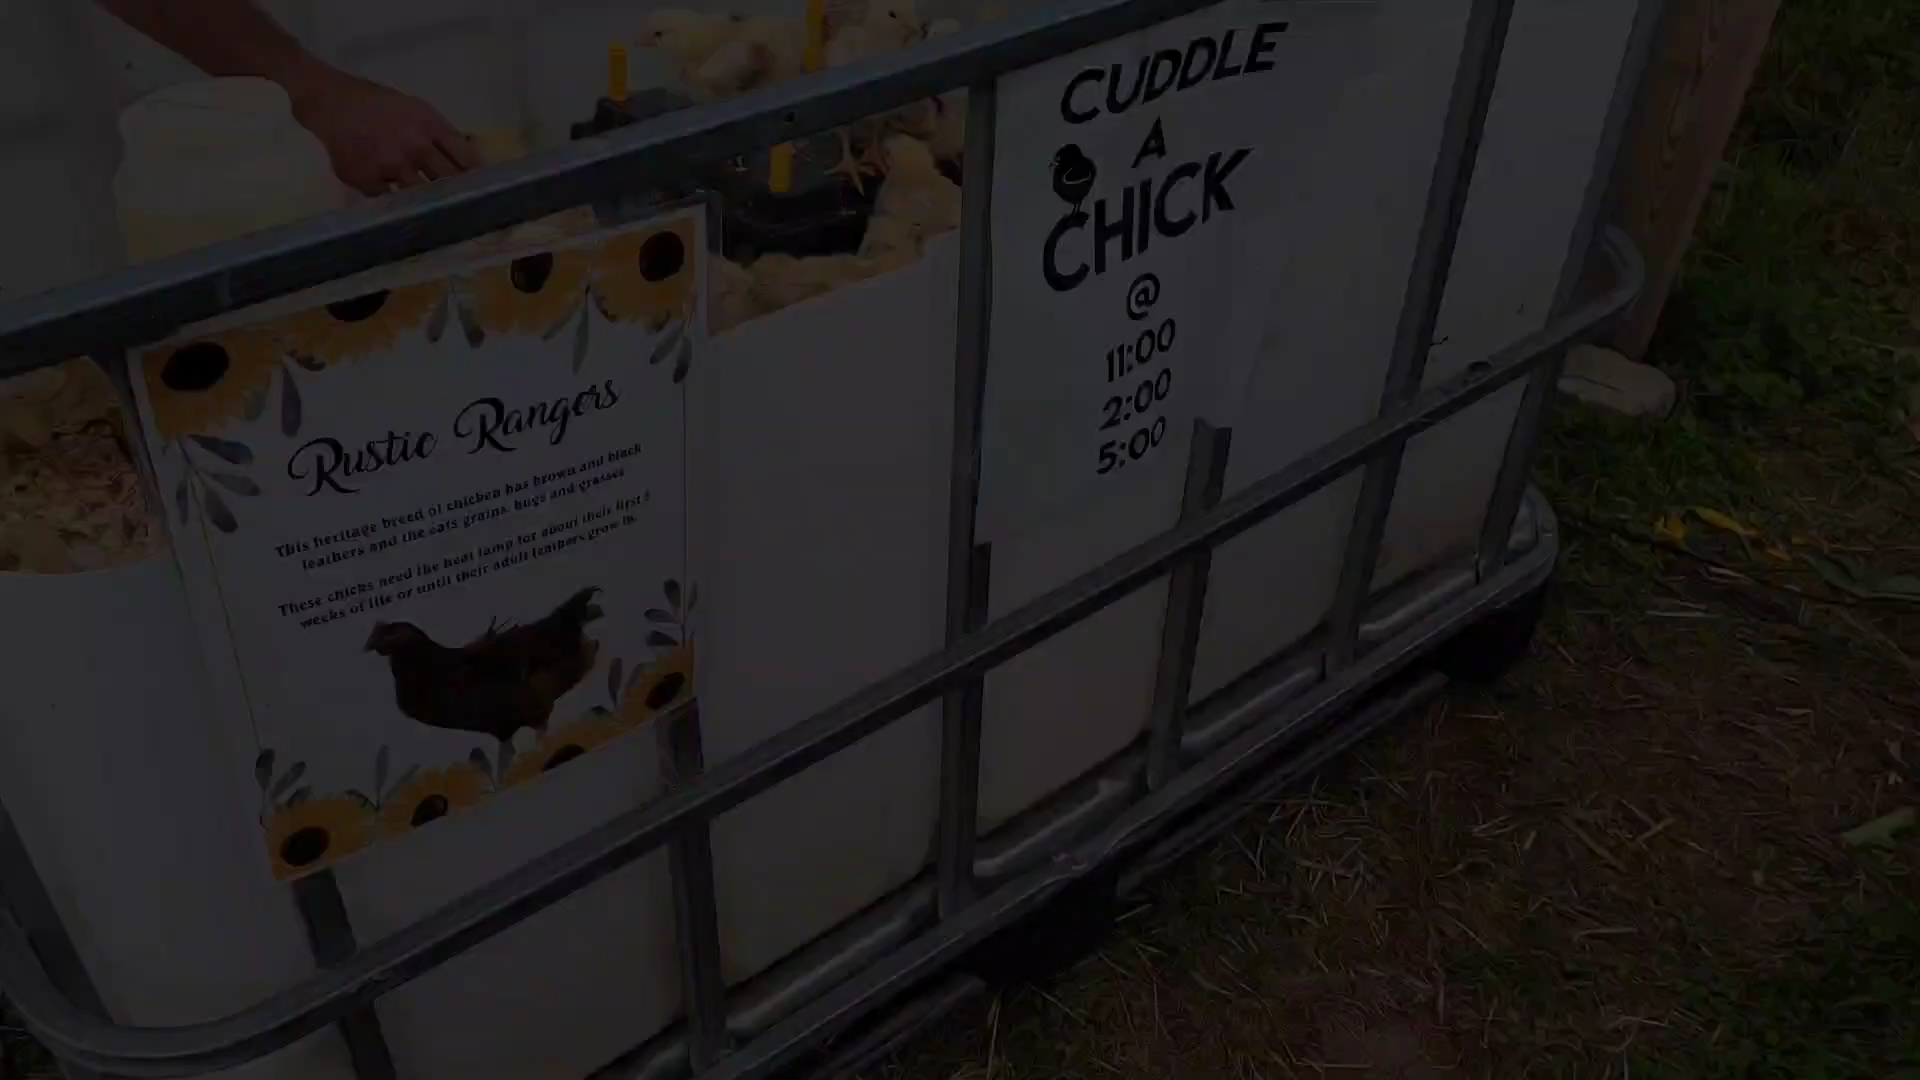 Rustic Rangers
This heritage breed of chicken has brown and black
feathers and the eats grains, bugs and grasses
These chicks need the heat lamp for about their first 5
weeks of life or until their adult feathers grow in.
CUDDLE
A
CHICK
@
11:00
2:00
5:00